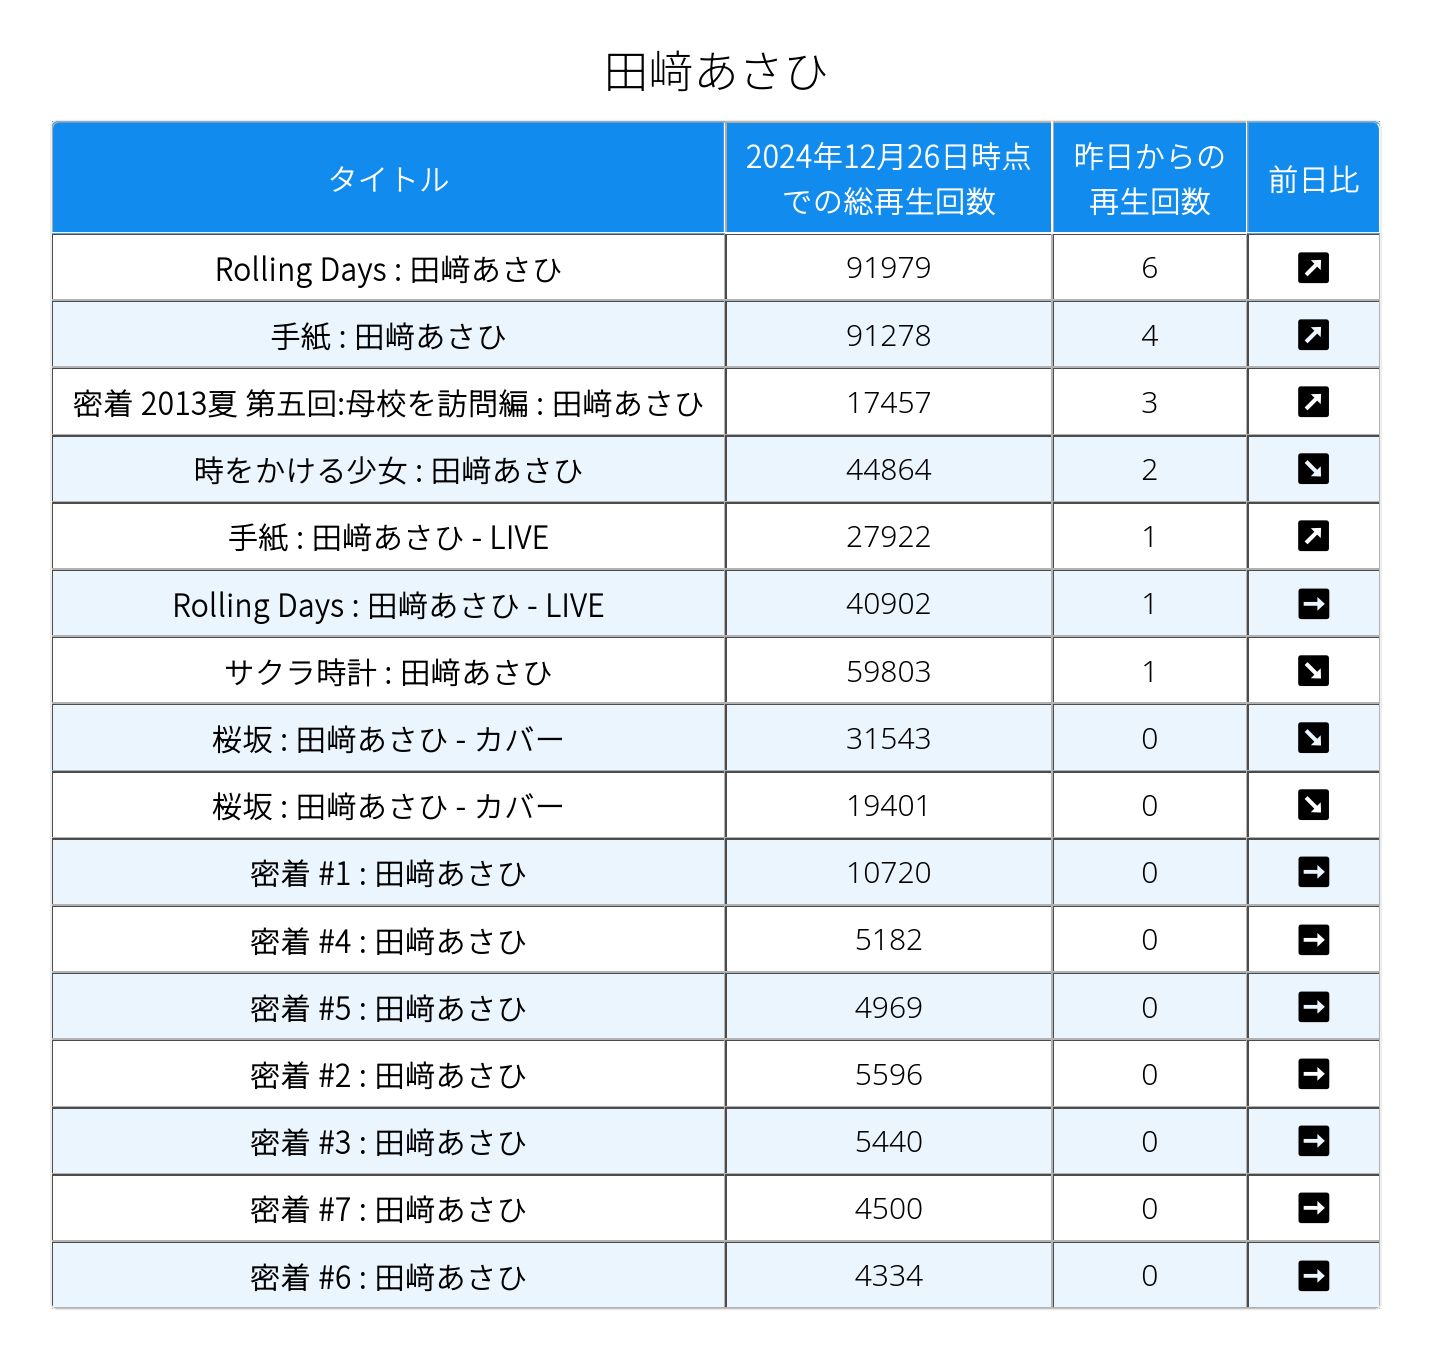 田﨑あさひ
タイトル 2024年12月26日時点での総再生回数 昨日からの再生回数 前日比
Rolling Days : 田﨑あさひ 91979 6 ↗
手紙 : 田﨑あさひ 91278 4 ↗
密着 2013夏 第五回:母校を訪問編 : 田﨑あさひ 17457 3 ↗
時をかける少女 : 田﨑あさひ 44864 2 ↘
手紙 : 田﨑あさひ - LIVE 27922 1 ↗
Rolling Days : 田﨑あさひ - LIVE 40902 1 →
サクラ時計 : 田﨑あさひ 59803 1 ↘
桜坂 : 田﨑あさひ - カバー 31543 0 ↘
桜坂 : 田﨑あさひ - カバー 19401 0 ↘
密着 #1 : 田﨑あさひ 10720 0 →
密着 #4 : 田﨑あさひ 5182 0 →
密着 #5 : 田﨑あさひ 4969 0 →
密着 #2 : 田﨑あさひ 5596 0 →
密着 #3 : 田﨑あさひ 5440 0 →
密着 #7 : 田﨑あさひ 4500 0 →
密着 #6 : 田﨑あさひ 4334 0 →